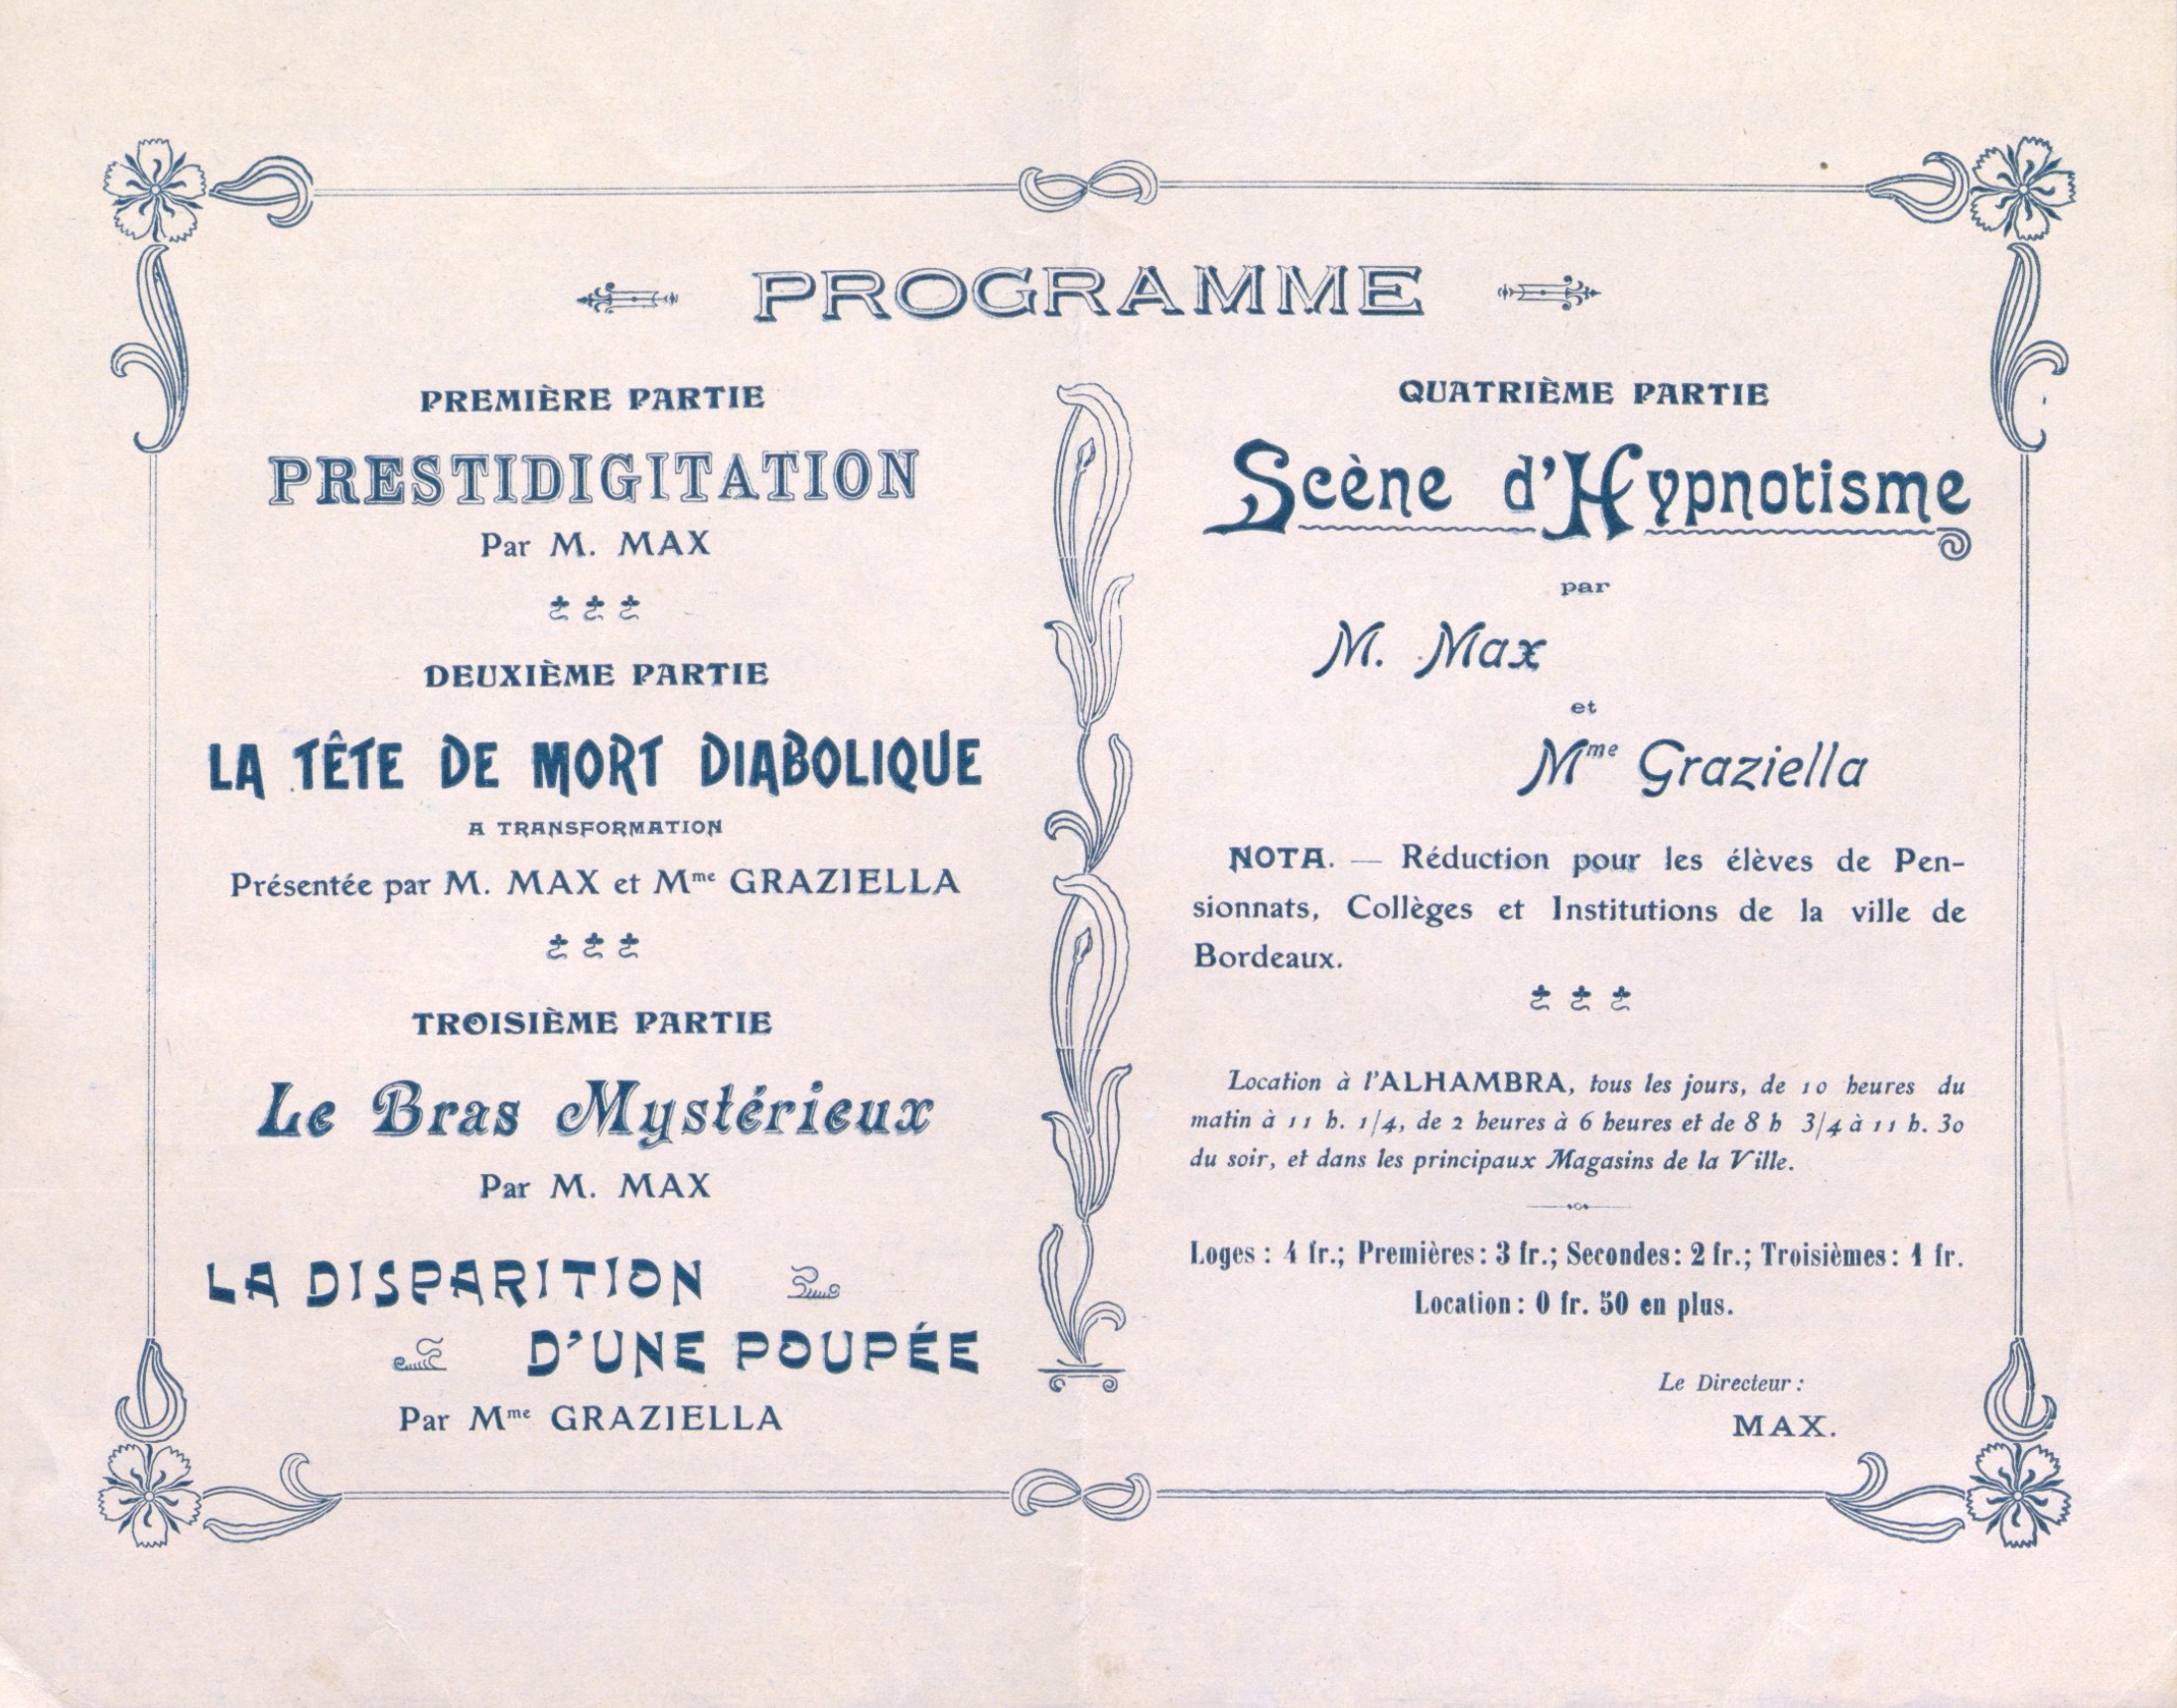 PROGRAMME
PREMIÈRE PARTIE
PRESTIDIGITATION
Par M. MAX
DEUXIÈME PARTIE
LA TÊTE DE MORT DIABOLIQUE
A TRANSFORMATION
Présentée par M. MAX et Mme GRAZIELLA
TROISIÈME PARTIE
Le Bras Mystérieux
Par M. MAX
LA DISPARITION
D'UNE POUPÉE
Par Mme GRAZIELLA
QUATRIÈME PARTIE
Scène d'Hypnotisme
par
M. Max
et
Mme Graziella
NOTA. — Réduction pour les élèves de Pen-
sionnats, Collèges et Institutions de la ville de
Bordeaux.
Location à l'ALHAMBRA, tous les jours, de 10 heures du
matin à 11 h. 1/4, de 2 heures à 6 heures et de 8 h 3/4 à 11 h. 30
du soir, et dans les principaux Magasins de la Ville.
Loges : 4 fr.; Premières : 3 fr.; Secondes : 2 fr.; Troisièmes : 1 fr.
Location : 0 fr. 50 en plus.
Le Directeur :
MAX.